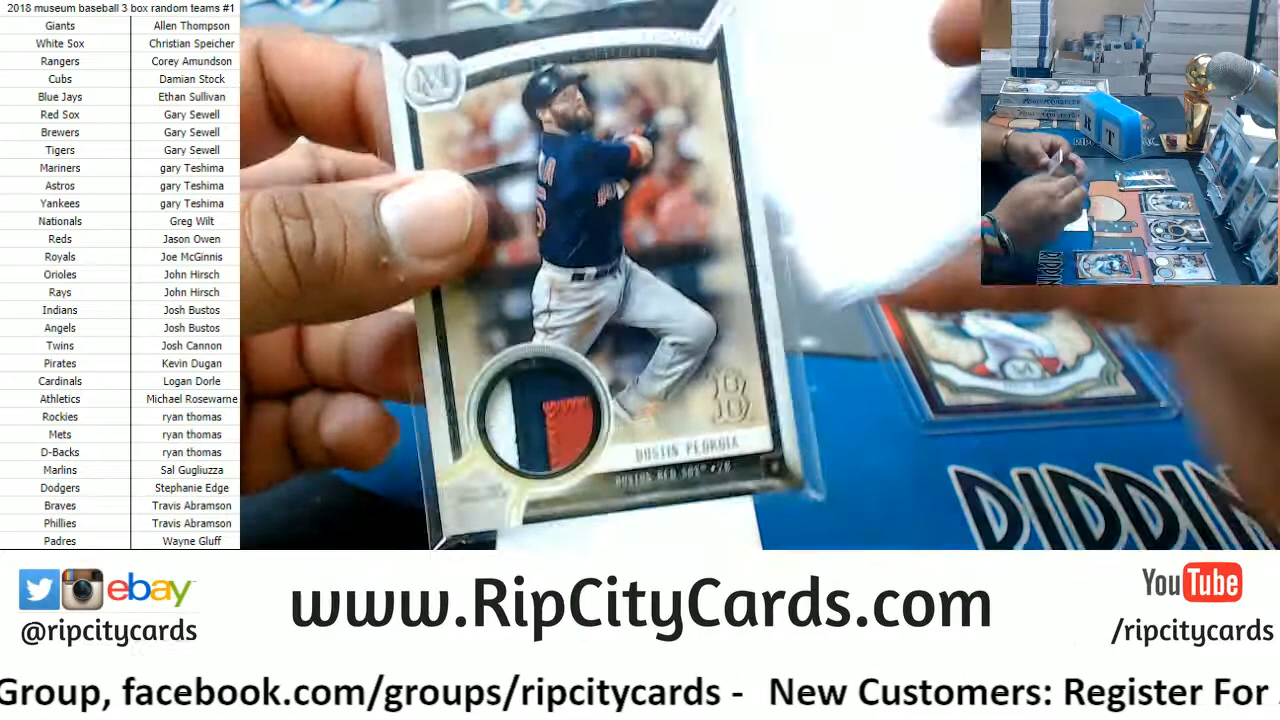 2018 museum baseball 3 box random teams #1
Giants Allen Thompson
White Sox Christian Speicher
Rangers Corey Amundson
Cubs Damian Stock
Blue Jays Ethan Sullivan
Red Sox Gary Sewell
Brewers Gary Sewell
Tigers Gary Sewell
Mariners gary Teshima
Astros gary Teshima
Yankees gary Teshima
Nationals Greg Wilt
Reds Jason Owen
Royals Joe McGinnis
Orioles John Hirsch
Rays John Hirsch
Indians Josh Bustos
Angels Josh Bustos
Twins Josh Cannon
Pirates Kevin Dugan
Cardinals Logan Dorle
Athletics Michael Rosewarne
Rockies ryan thomas
Mets ryan thomas
D-Backs ryan thomas
Marlins Sal Gugliuzza
Dodgers Stephanie Edge
Braves Travis Abramson
Phillies Travis Abramson
Padres Wayne Gluff
M
DUSTIN PEDROIA
BOSTON RED SOX
ebay
@ripcitycards
www.RipCityCards.com
YouTube
/ripcitycards
Group, facebook.com/groups/ripcitycards - New Customers: Register For